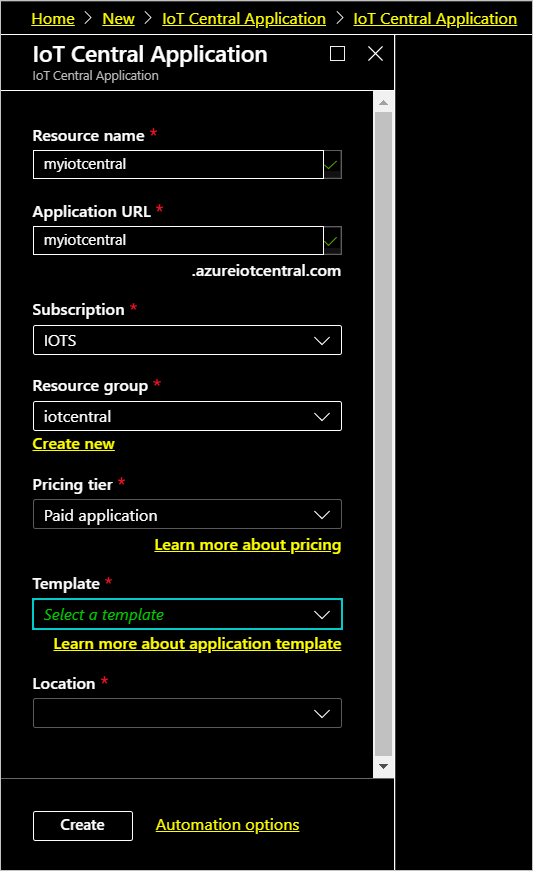 Home > New > IoT Central Application > IoT Central Application
IoT Central Application
IoT Central Application
Resource name *
myiotcentral
Application URL *
myiotcentral
.azureiotcentral.com
Subscription *
IOTS
Resource group *
iotcentral
Create new
Pricing tier *
Paid application
Learn more about pricing
Template *
Select a template
Learn more about application template
Location *
Create Automation options